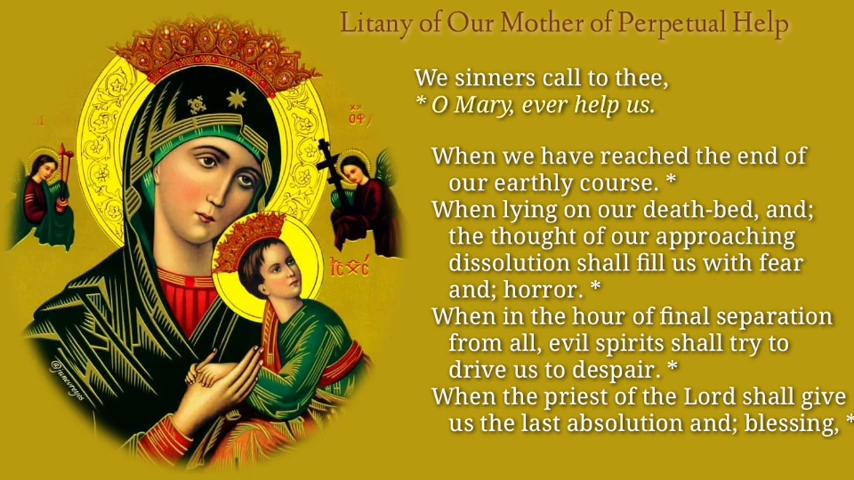 Litany of Our Mother of Perpetual Help
We sinners call to thee,
* O Mary, ever help us.
When we have reached the end of
our earthly course. *
When lying on our death-bed, and;
the thought of our approaching
dissolution shall fill us with fear
and; horror. *
When in the hour of final separation
from all, evil spirits shall try to
drive us to despair. *
When the priest of the Lord shall give
us the last absolution and; blessing, *